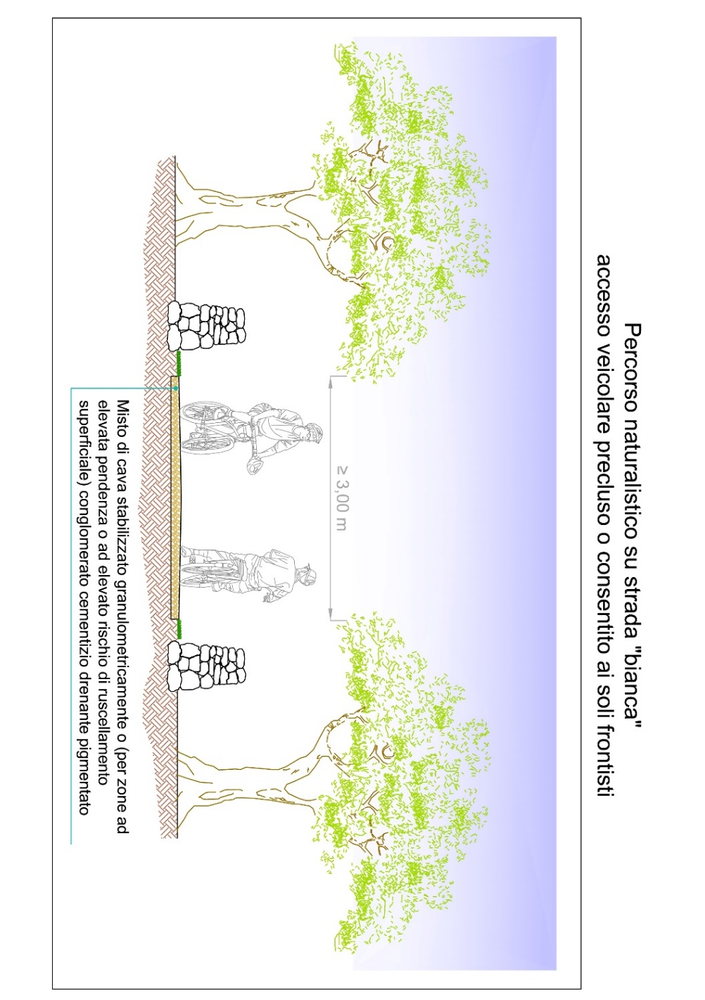 Percorso naturalistico su strada "bianca"
accesso veicolare precluso o consentito ai soli frontisti
≥ 3,00 m
Misto di cava stabilizzato granulometricamente o (per zone ad
elevata pendenza o ad elevato rischio di ruscellamento
superficiale) conglomerato cementizio drenante pigmentato